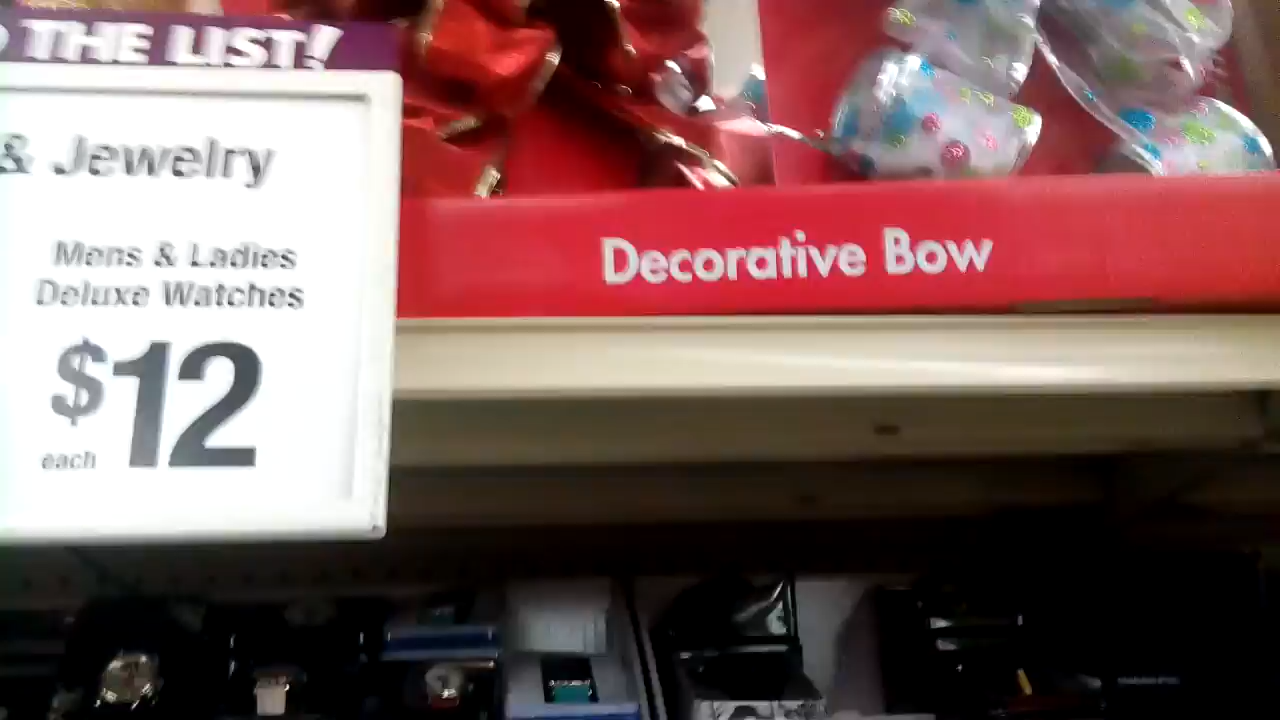 THE LIST!
& Jewelry
Mens & Ladies
Deluxe Watches
$12
each
Decorative Bow